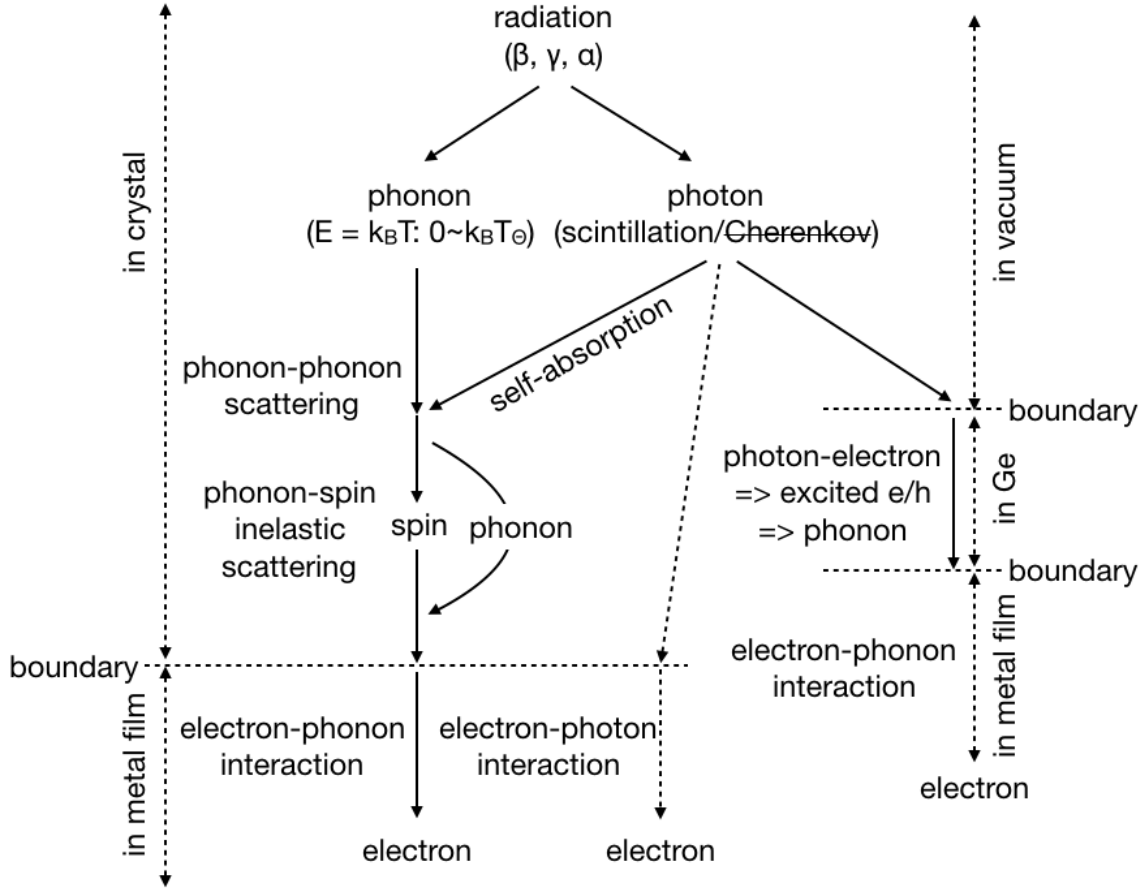 radiation
(β, γ, α)
in crystal
in vacuum
phonon
(E = kBT: 0~kBTΘ)
photon
(scintillation/Cherenkov)
self-absorption
phonon-phonon
scattering
boundary
photon-electron
=> excited e/h
=> phonon
in Ge
phonon-spin
inelastic
scattering
spin
phonon
boundary
boundary
electron-phonon
interaction
in metal film
electron
in metal film
electron-phonon
interaction
electron-photon
interaction
electron
electron